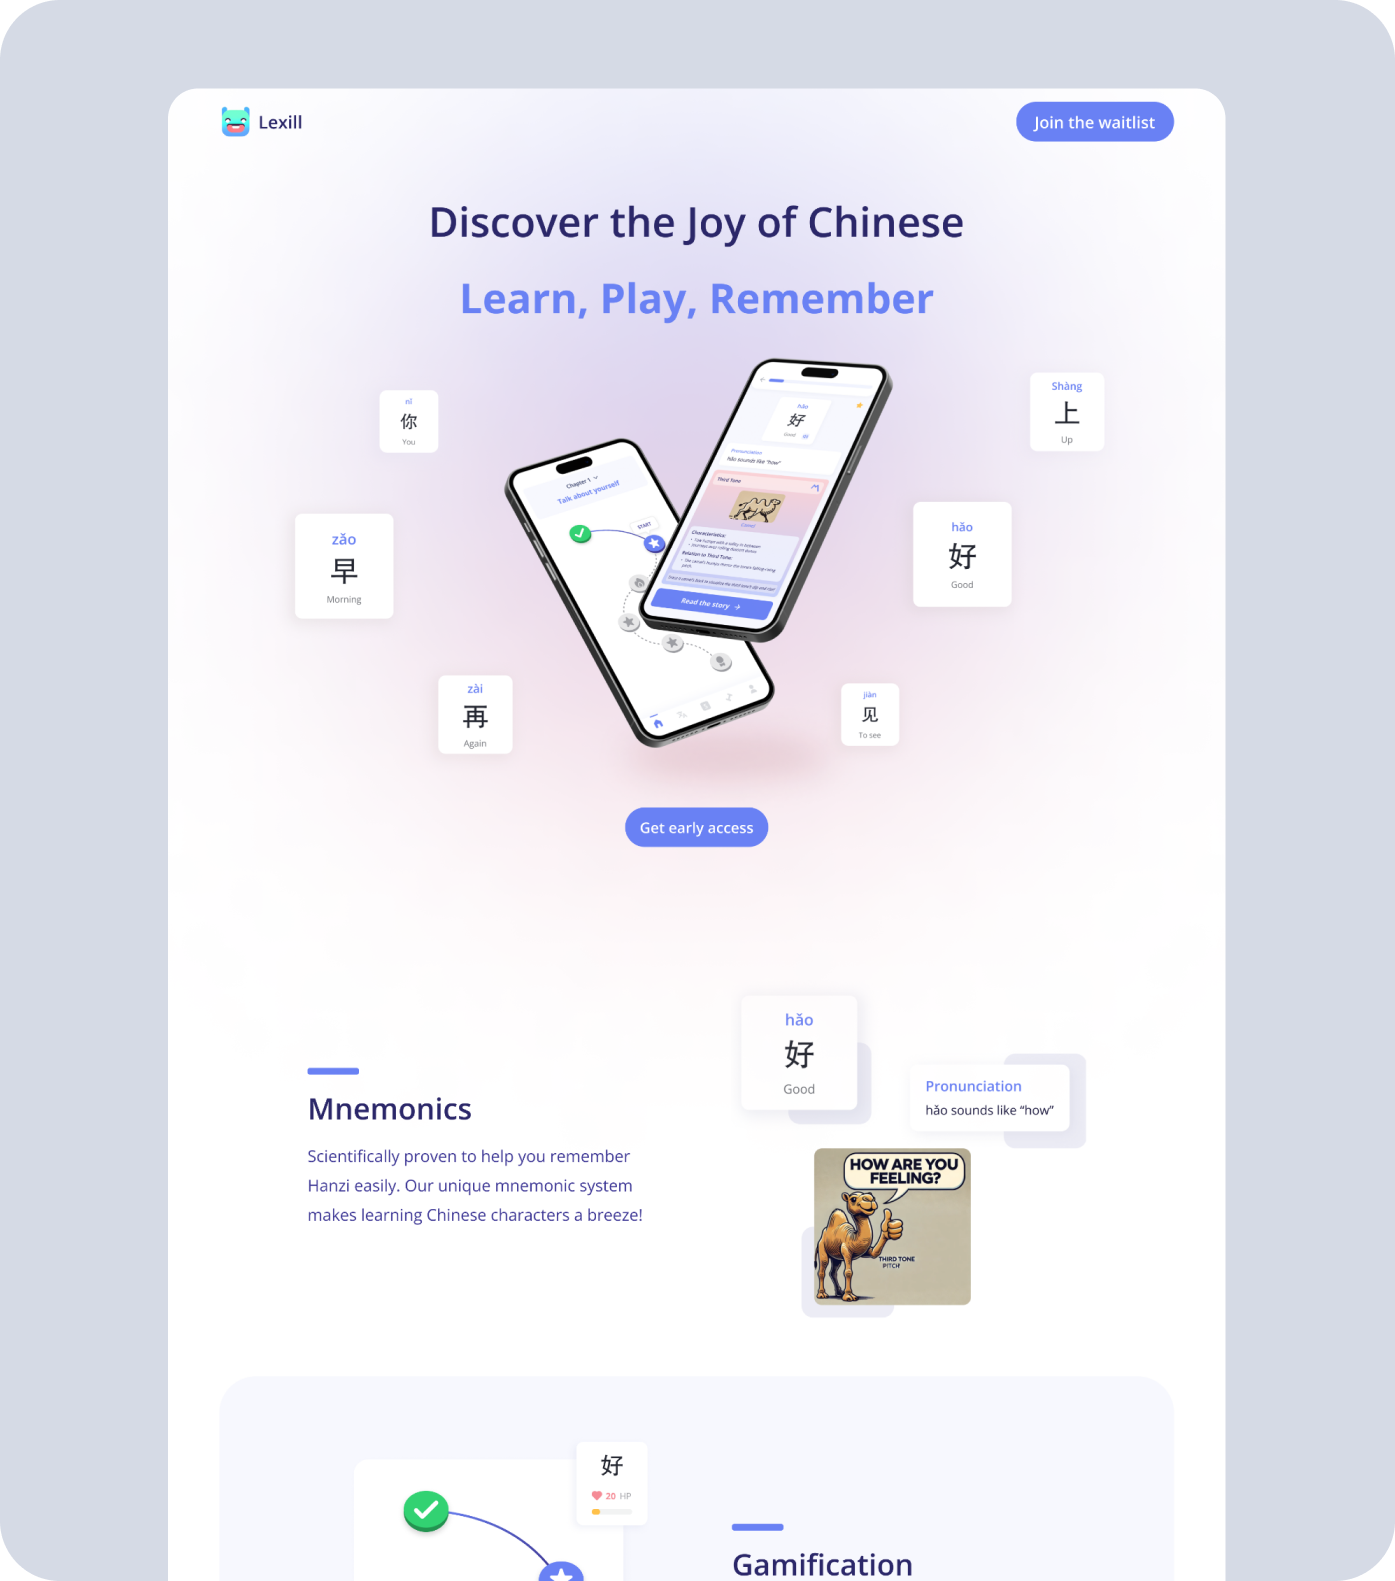 Lexill
Join the waitlist
Discover the Joy of Chinese
Learn, Play, Remember
nǐ
你
You
Shàng
上
Up
zǎo
早
Morning
hǎo
好
Good
zài
再
Again
jiàn
见
To see
Chapter 1
Talk about yourself
START
hǎo
好
Good
Pronunciation
hǎo sounds like "how"
Third Tone
Camel
Characteristics:
Relation to Third Tone:
Read the story
Get early access
hǎo
好
Good
Pronunciation
hǎo sounds like “how”
Mnemonics
Scientifically proven to help you remember
Hanzi easily. Our unique mnemonic system
makes learning Chinese characters a breeze!
HOW ARE YOU
FEELING?
THIRD TONE
PITCH
好
20 HP
Gamification